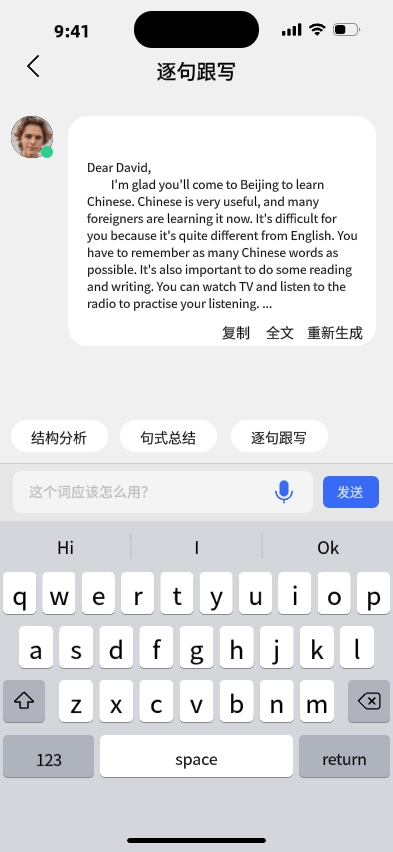 9:41
逐句跟写
Dear David,
I'm glad you'll come to Beijing to learn
Chinese. Chinese is very useful, and many
foreigners are learning it now. It's difficult for
you because it's quite different from English. You
have to remember as many Chinese words as
possible. It's also important to do some reading
and writing. You can watch TV and listen to the
radio to practise your listening. ...
复制 全文 重新生成
结构分析 句式总结 逐句跟写
这个词应该怎么用? 发送
Hi I Ok
q w e r t y u i o p
a s d f g h j k l
z x c v b n m
123 space return